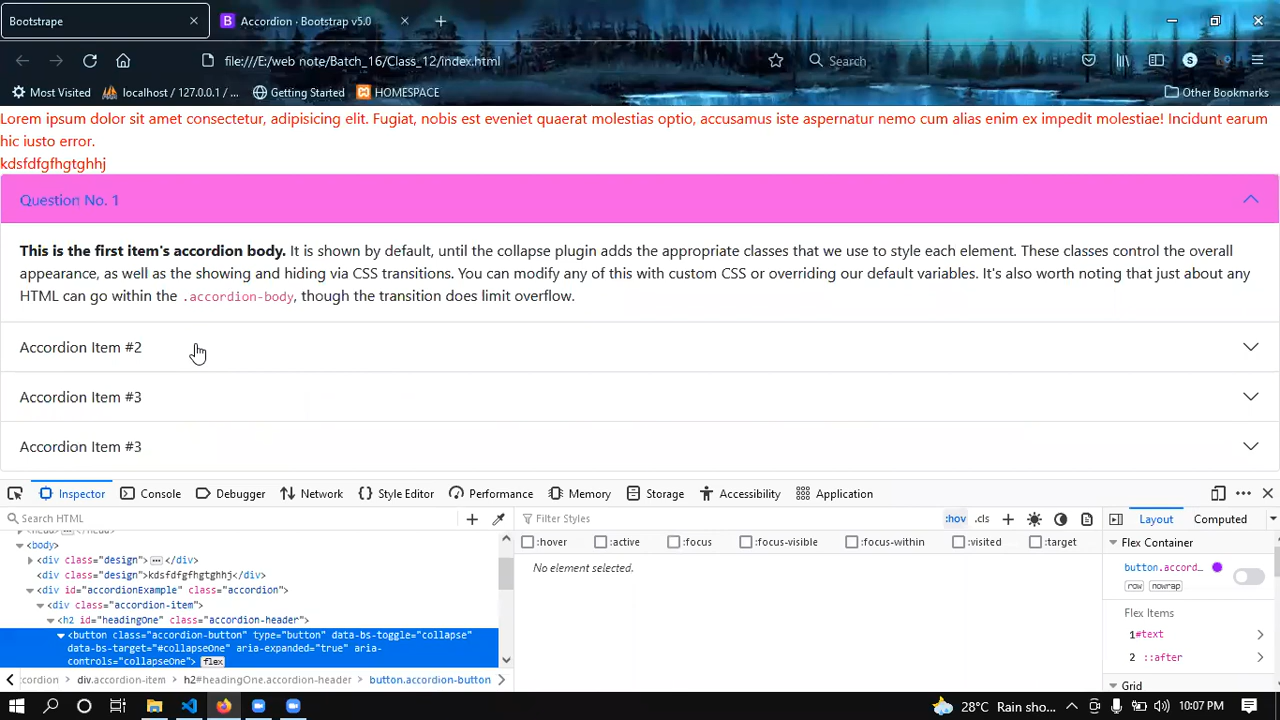 Bootstrape
Accordion · Bootstrap v5.0
file:///E:/web note/Batch_16/Class_12/index.html
Search
Most Visited
localhost / 127.0.0.1 / ...
Getting Started
HOMESPACE
Other Bookmarks
Lorem ipsum dolor sit amet consectetur, adipisicing elit. Fugiat, nobis est eveniet quaerat molestias optio, accusamus iste aspernatur nemo cum alias enim ex impedit molestiae! Incidunt earum
hic iusto error.
kdsfdfgfhgtghhj
Question No. 1
This is the first item's accordion body. It is shown by default, until the collapse plugin adds the appropriate classes that we use to style each element. These classes control the overall
appearance, as well as the showing and hiding via CSS transitions. You can modify any of this with custom CSS or overriding our default variables. It's also worth noting that just about any
HTML can go within the .accordion-body, though the transition does limit overflow.
Accordion Item #2
Accordion Item #3
Accordion Item #3
Inspector Console Debugger Network Style Editor Performance Memory Storage Accessibility Application
Search HTML
Filter Styles
:hov .cls
Layout Computed
:hover :active :focus :focus-visible :focus-within :visited :target
No element selected.
<body>
<div class="design"> </div>
<div class="design">kdsfdfgfhgtghhj</div>
<div id="accordionExample" class="accordion">
<div class="accordion-item">
<h2 id="headingOne" class="accordion-header">
<button class="accordion-button" type="button" data-bs-toggle="collapse"
data-bs-target="#collapseOne" aria-expanded="true" aria-
controls="collapseOne"> flex
cordion div.accordion-item h2#headingOne.accordion-header button.accordion-button
Flex Container
button.accord...
row nowrap
Flex Items
1 #text
2 ::after
Grid
28°C Rain sho...
10:07 PM